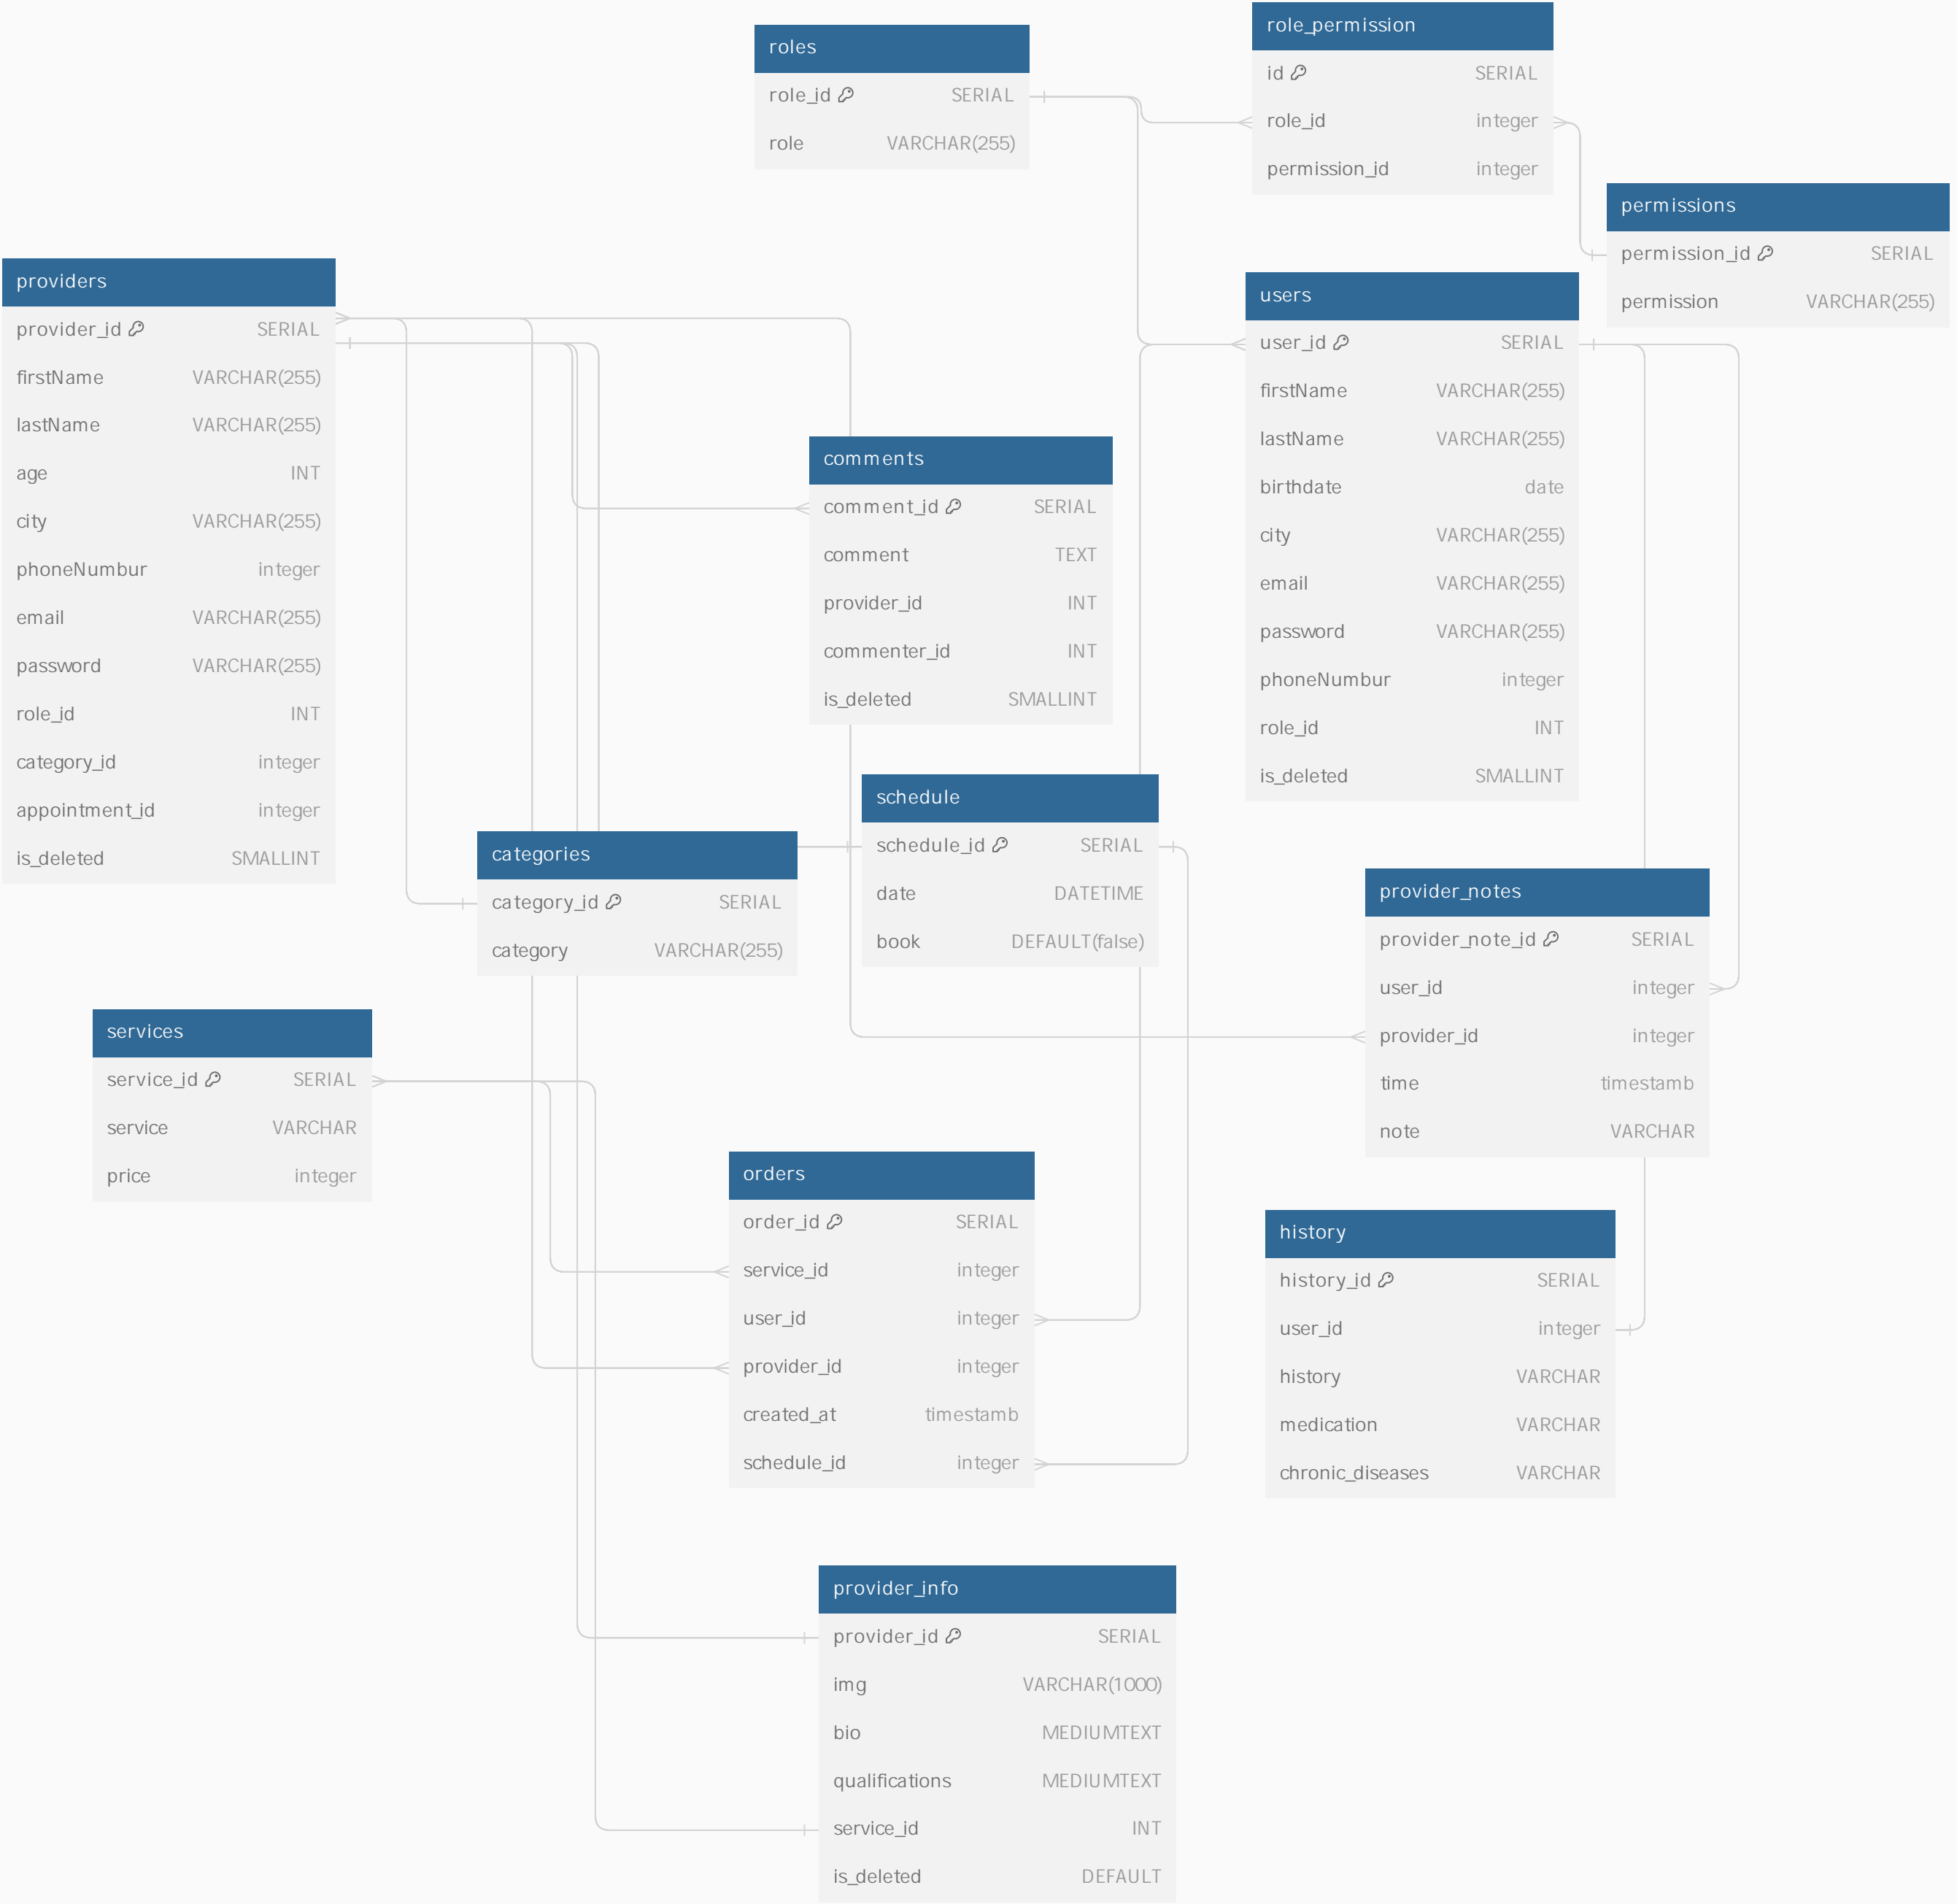 roles
role_id SERIAL
role VARCHAR(255)
role_permission
id SERIAL
role_id integer
permission_id integer
permissions
permission_id SERIAL
permission VARCHAR(255)
providers
provider_id SERIAL
firstName VARCHAR(255)
lastName VARCHAR(255)
age INT
city VARCHAR(255)
phoneNumbur integer
email VARCHAR(255)
password VARCHAR(255)
role_id INT
category_id integer
appointment_id integer
is_deleted SMALLINT
users
user_id SERIAL
firstName VARCHAR(255)
lastName VARCHAR(255)
birthdate date
city VARCHAR(255)
email VARCHAR(255)
password VARCHAR(255)
phoneNumbur integer
role_id INT
is_deleted SMALLINT
comments
comment_id SERIAL
comment TEXT
provider_id INT
commenter_id INT
is_deleted SMALLINT
schedule
schedule_id SERIAL
date DATETIME
book DEFAULT(false)
categories
category_id SERIAL
category VARCHAR(255)
provider_notes
provider_note_id SERIAL
user_id integer
provider_id integer
time timestamb
note VARCHAR
services
service_id SERIAL
service VARCHAR
price integer
orders
order_id SERIAL
service_id integer
user_id integer
provider_id integer
created_at timestamb
schedule_id integer
history
history_id SERIAL
user_id integer
history VARCHAR
medication VARCHAR
chronic_diseases VARCHAR
provider_info
provider_id SERIAL
img VARCHAR(1000)
bio MEDIUMTEXT
qualifications MEDIUMTEXT
service_id INT
is_deleted DEFAULT